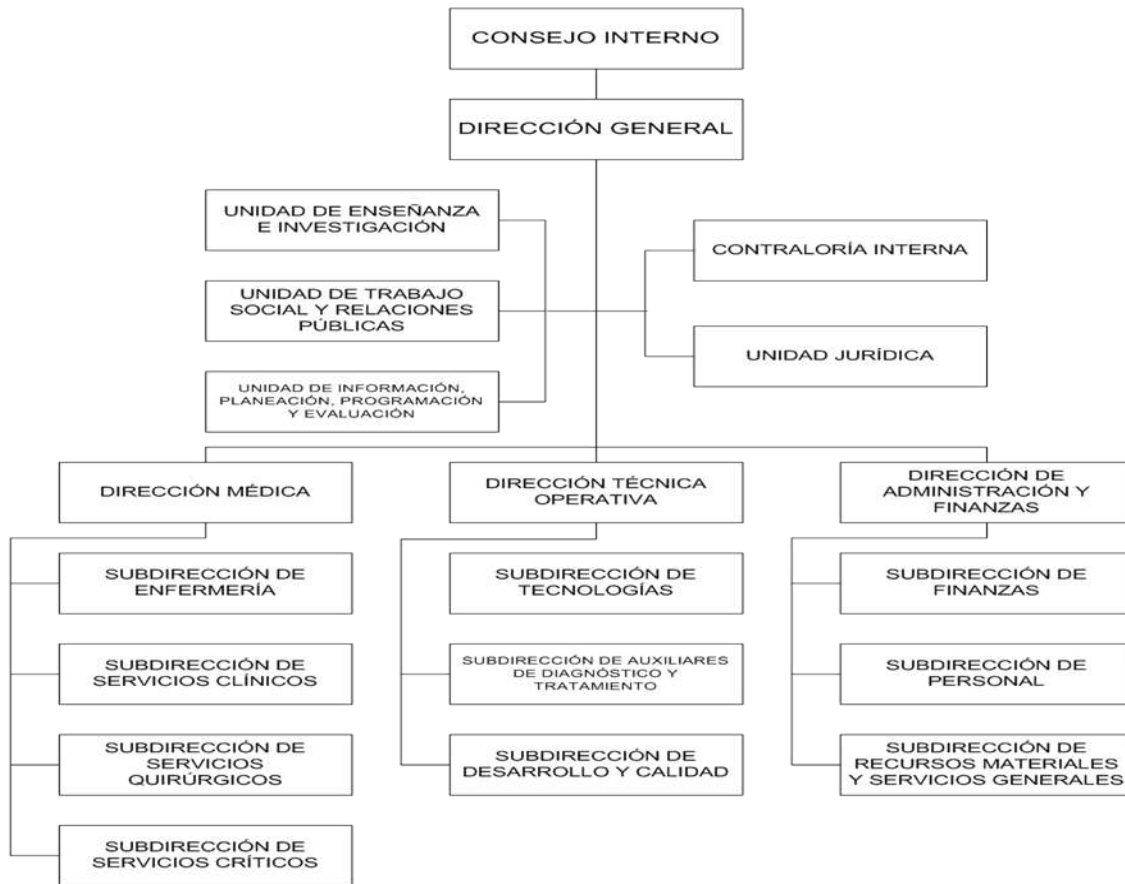 CONSEJO INTERNO
DIRECCIÓN GENERAL
UNIDAD DE ENSEÑANZA
E INVESTIGACIÓN
CONTRALORÍA INTERNA
UNIDAD DE TRABAJO
SOCIAL Y RELACIONES
PÚBLICAS
UNIDAD JURÍDICA
UNIDAD DE INFORMACIÓN,
PLANEACIÓN, PROGRAMACIÓN
Y EVALUACIÓN
DIRECCIÓN MÉDICA
DIRECCIÓN TÉCNICA
OPERATIVA
DIRECCIÓN DE
ADMINISTRACIÓN Y
FINANZAS
SUBDIRECCIÓN DE
ENFERMERÍA
SUBDIRECCIÓN DE
TECNOLOGÍAS
SUBDIRECCIÓN DE
FINANZAS
SUBDIRECCIÓN DE
SERVICIOS CLÍNICOS
SUBDIRECCIÓN DE AUXILIARES
DE DIAGNÓSTICO Y
TRATAMIENTO
SUBDIRECCIÓN DE
PERSONAL
SUBDIRECCIÓN DE
SERVICIOS
QUIRÚRGICOS
SUBDIRECCIÓN DE
DESARROLLO Y CALIDAD
SUBDIRECCIÓN DE
RECURSOS MATERIALES
Y SERVICIOS GENERALES
SUBDIRECCIÓN DE
SERVICIOS CRÍTICOS